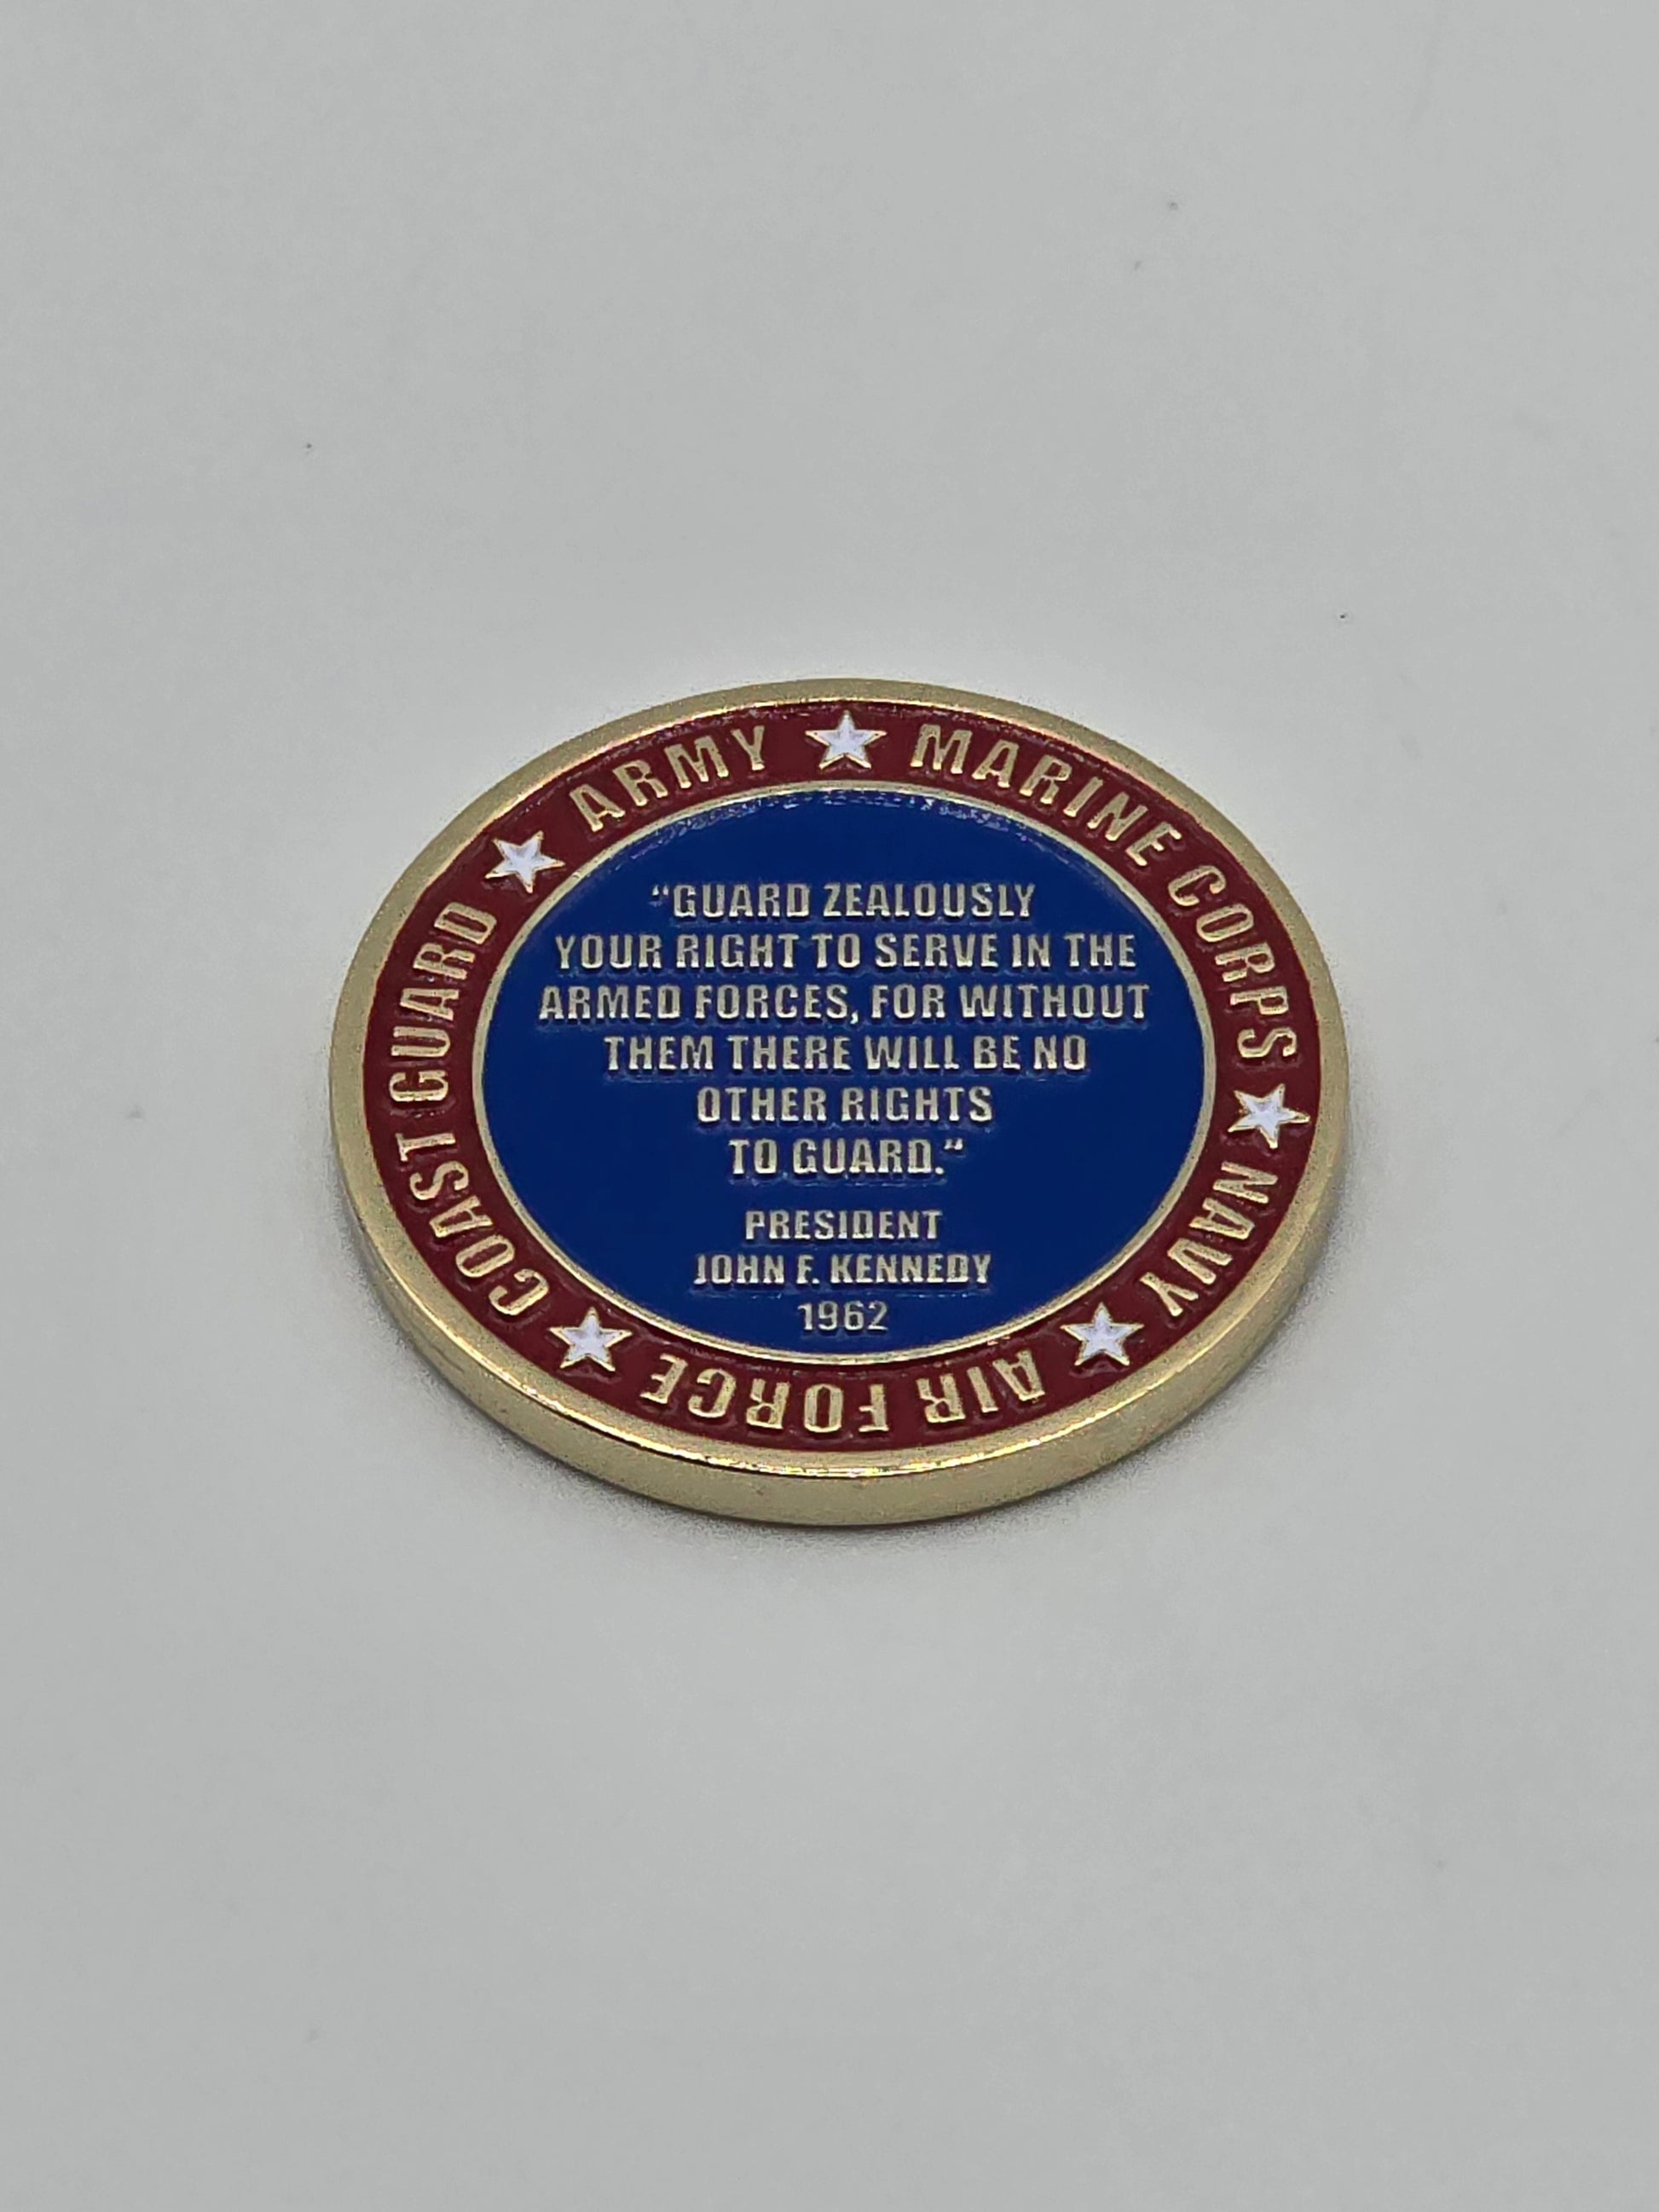 ARMY ★ MARINE CORPS ★ NAVY ★ AIR FORCE ★ COAST GUARD ★
“GUARD ZEALOUSLY
YOUR RIGHT TO SERVE IN THE
ARMED FORCES, FOR WITHOUT
THEM THERE WILL BE NO
OTHER RIGHTS
TO GUARD.“
PRESIDENT
JOHN F. KENNEDY
1962